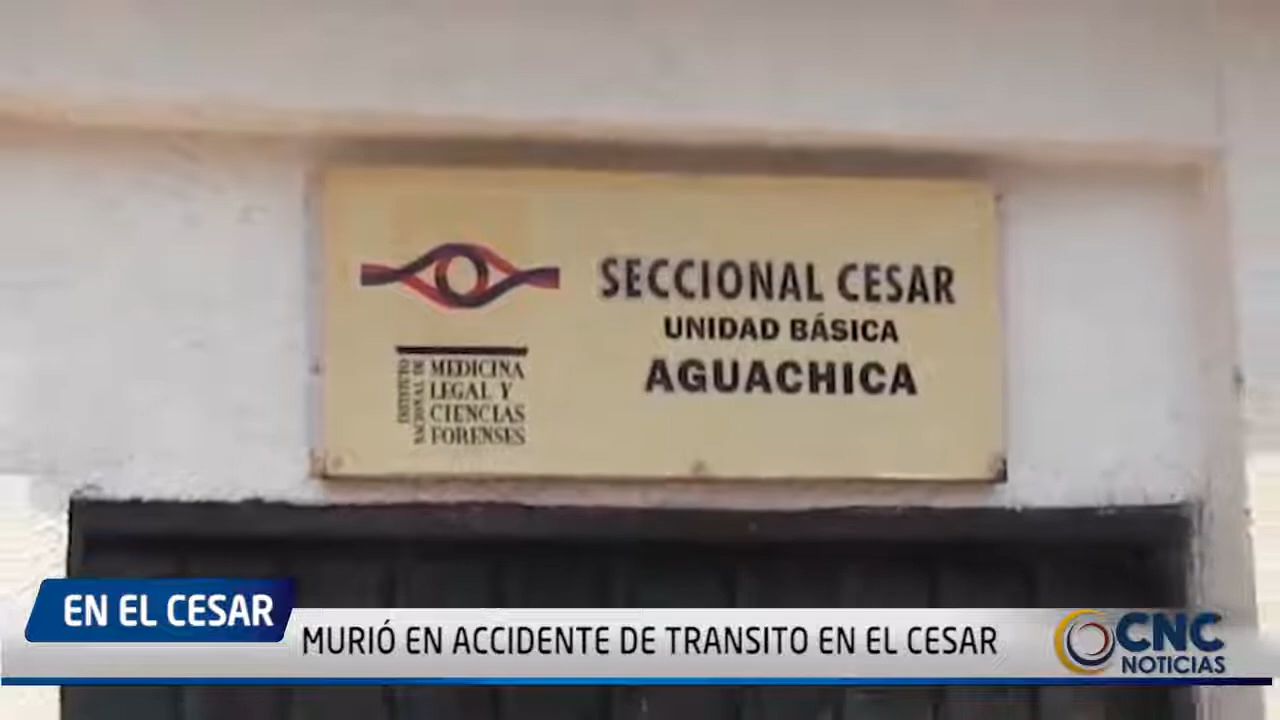 SECCIONAL CESAR
UNIDAD BÁSICA
AGUACHICA
INSTITUTO
NACIONAL DE
MEDICINA
LEGAL Y
CIENCIAS
FORENSES
EN EL CESAR
MURIÓ EN ACCIDENTE DE TRANSITO EN EL CESAR
CNC
NOTICIAS